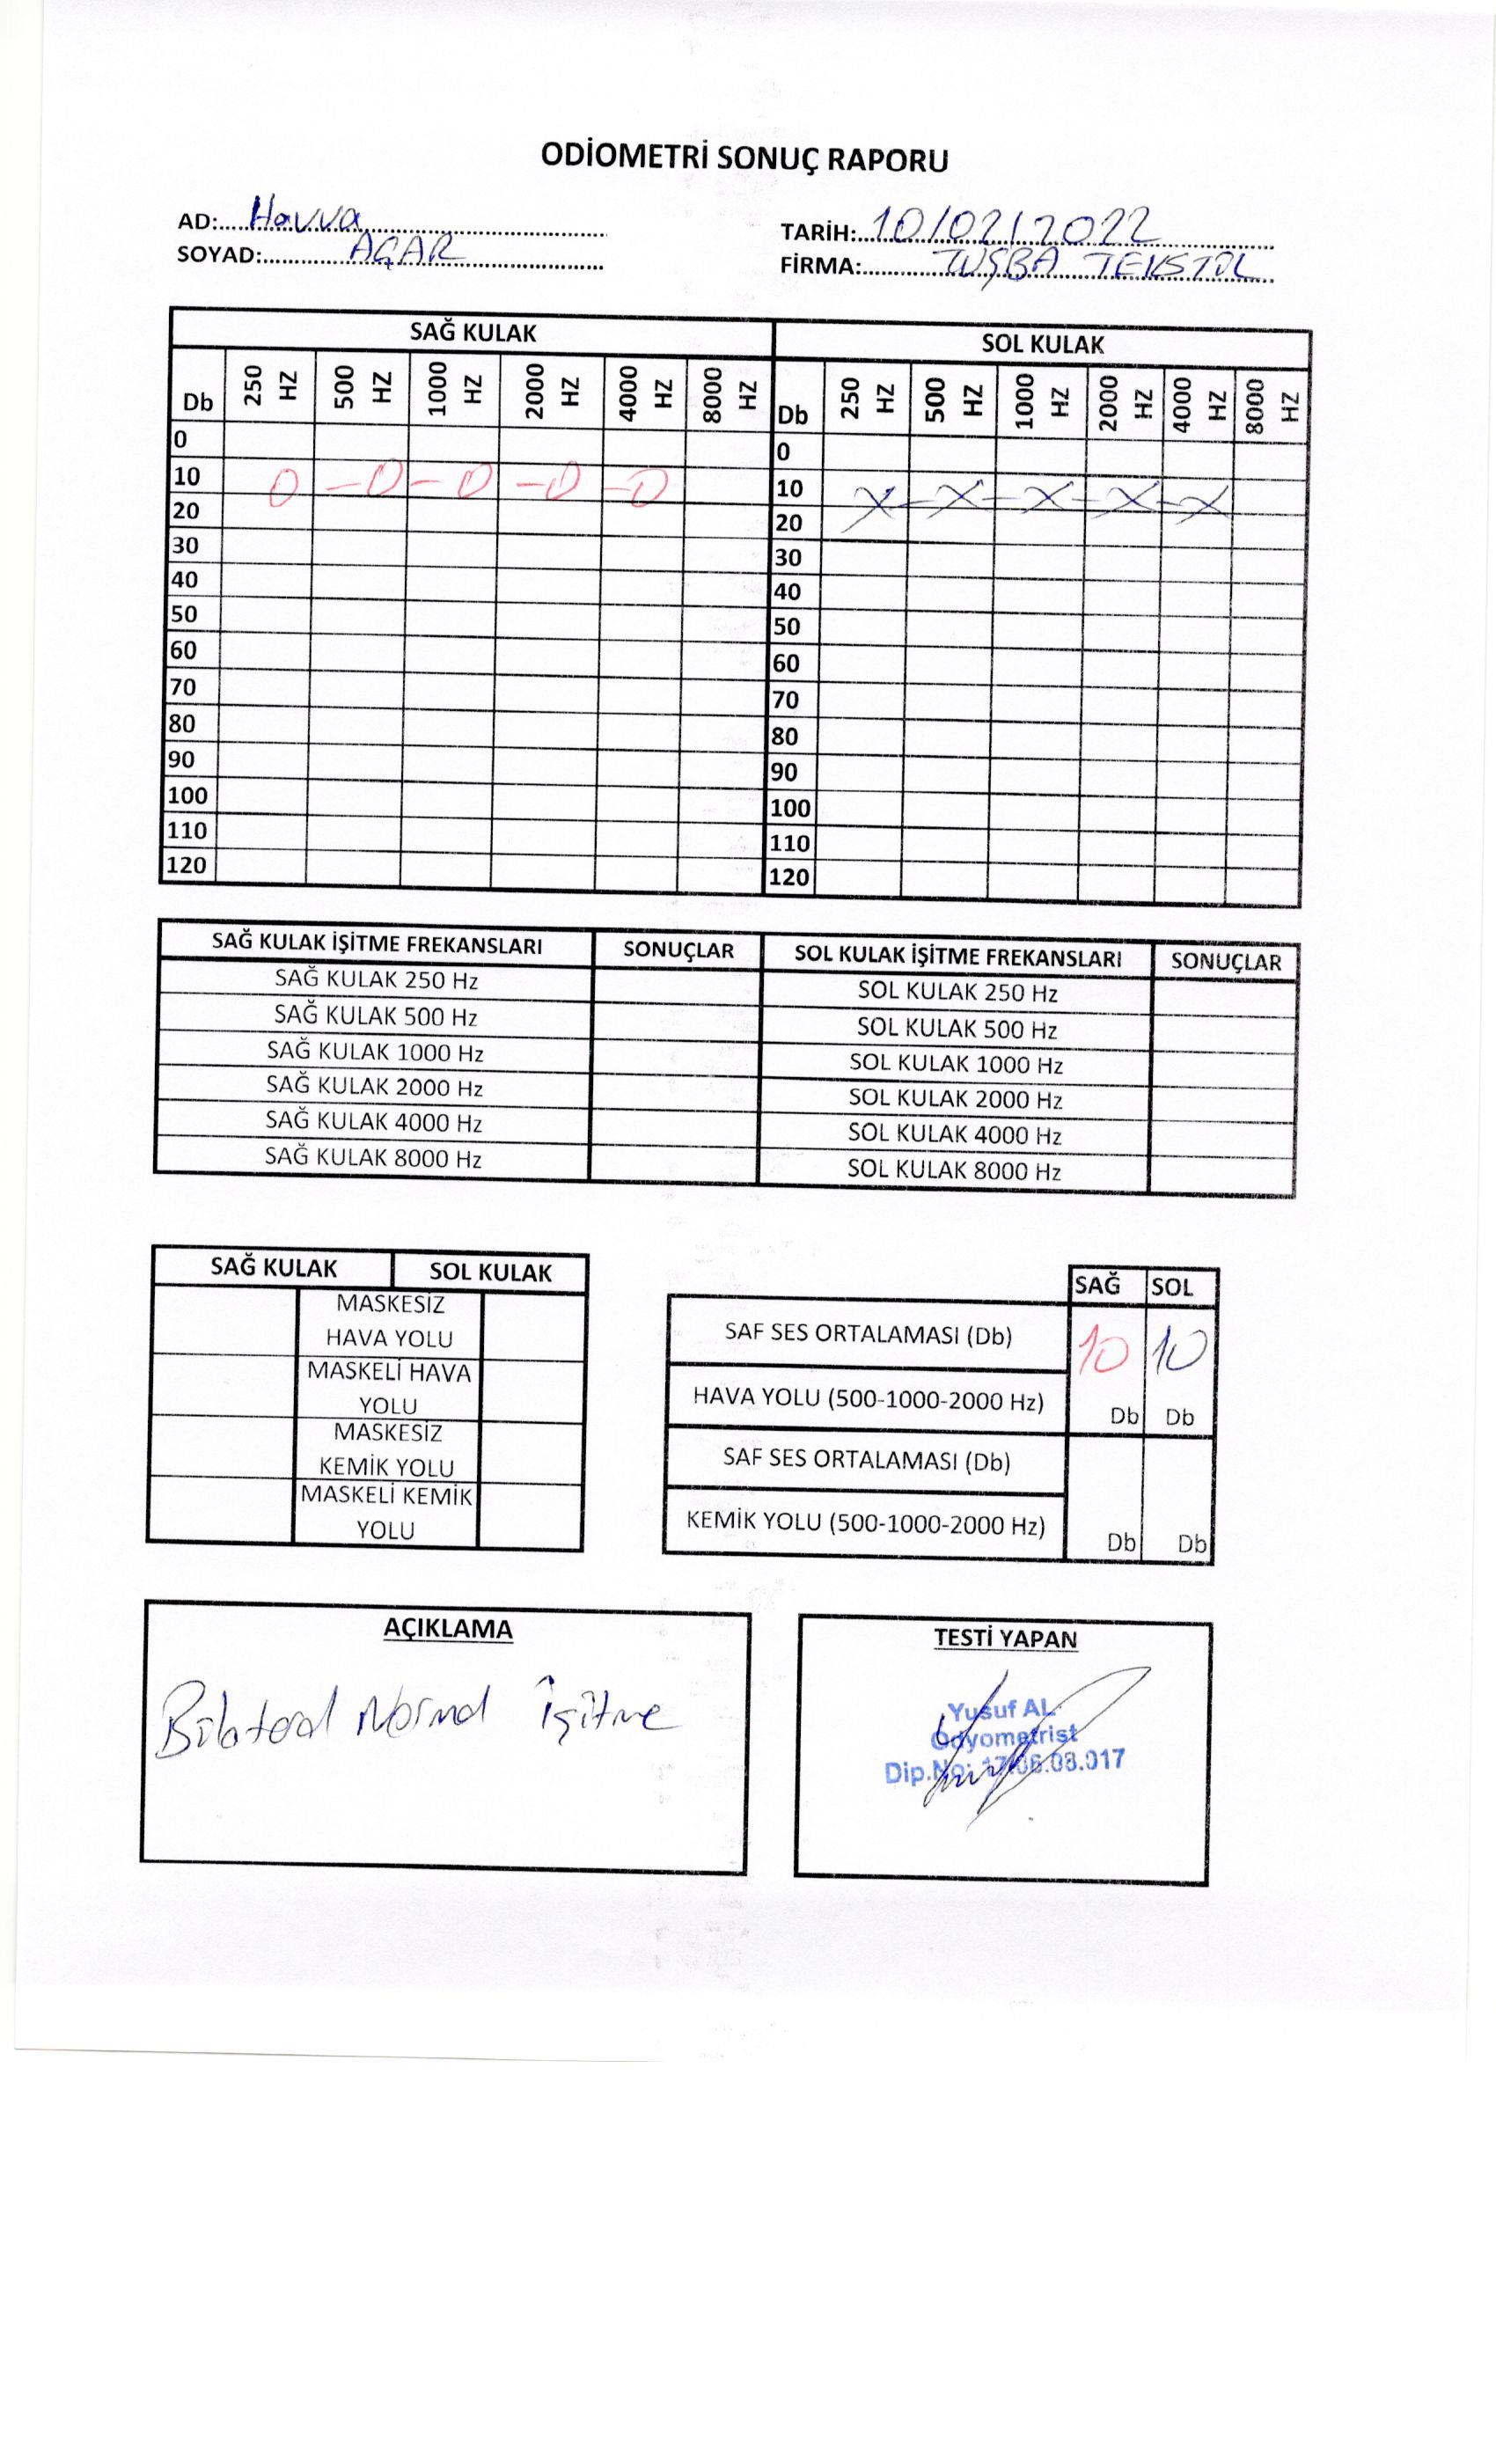 ODİOMETRİ SONUÇ RAPORU
AD: Havva
TARİH: 10/02/2022
SOYAD: AÇAR
FİRMA: TUŞBA TEKSTİL
SAĞ KULAK SOL KULAK
Db 250 HZ 500 HZ 1000 HZ 2000 HZ 4000 HZ 8000 HZ Db 250 HZ 500 HZ 1000 HZ 2000 HZ 4000 HZ 8000 HZ
0 0
10 0 - 0 - 0 - 0 - 0 10 X - X - X - X - X
20 20
30 30
40 40
50 50
60 60
70 70
80 80
90 90
100 100
110 110
120 120
SAĞ KULAK İŞİTME FREKANSLARI SONUÇLAR SOL KULAK İŞİTME FREKANSLARI SONUÇLAR
SAĞ KULAK 250 Hz SOL KULAK 250 Hz
SAĞ KULAK 500 Hz SOL KULAK 500 Hz
SAĞ KULAK 1000 Hz SOL KULAK 1000 Hz
SAĞ KULAK 2000 Hz SOL KULAK 2000 Hz
SAĞ KULAK 4000 Hz SOL KULAK 4000 Hz
SAĞ KULAK 8000 Hz SOL KULAK 8000 Hz
SAĞ KULAK SOL KULAK
MASKESİZ
HAVA YOLU
MASKELİ HAVA
YOLU
MASKESİZ
KEMİK YOLU
MASKELİ KEMİK
YOLU
SAĞ SOL
SAF SES ORTALAMASI (Db) 10 10
HAVA YOLU (500-1000-2000 Hz) Db Db
SAF SES ORTALAMASI (Db)
KEMİK YOLU (500-1000-2000 Hz) Db Db
AÇIKLAMA
Bilateral Normal İşitme
TESTİ YAPAN
Yusuf AL
Odyometrist
Dip.No: 17.06.08.017